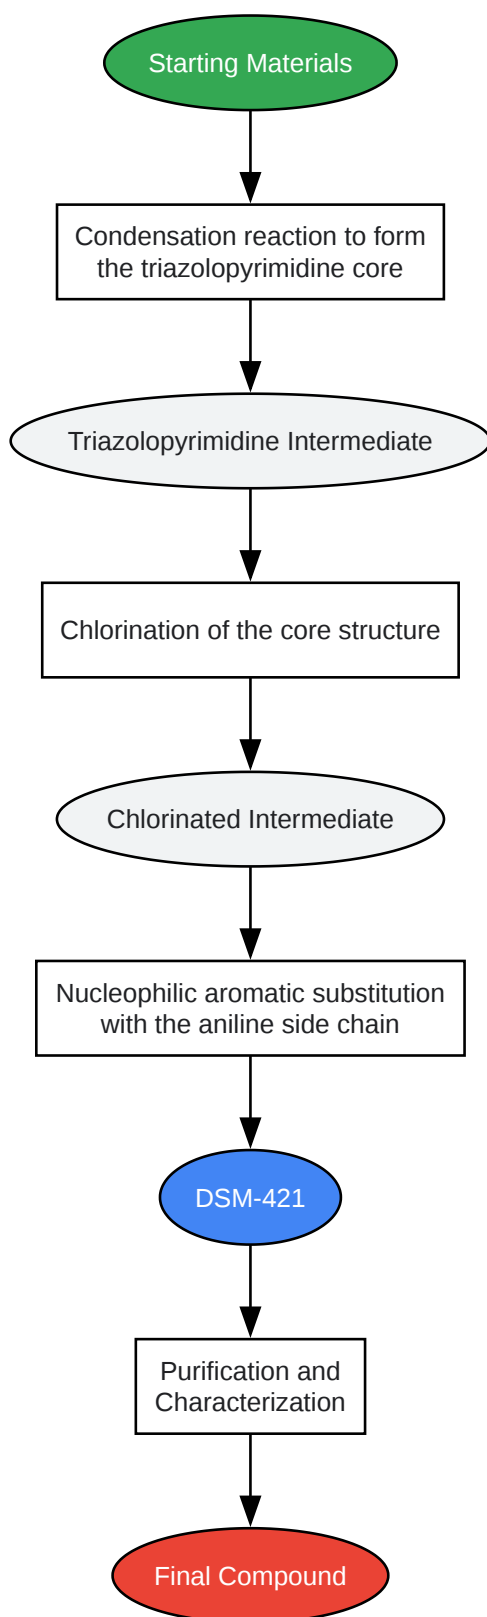 Starting Materials
Condensation reaction to form
the triazolopyrimidine core
Triazolopyrimidine Intermediate
Chlorination of the core structure
Chlorinated Intermediate
Nucleophilic aromatic substitution
with the aniline side chain
DSM-421
Purification and
Characterization
Final Compound